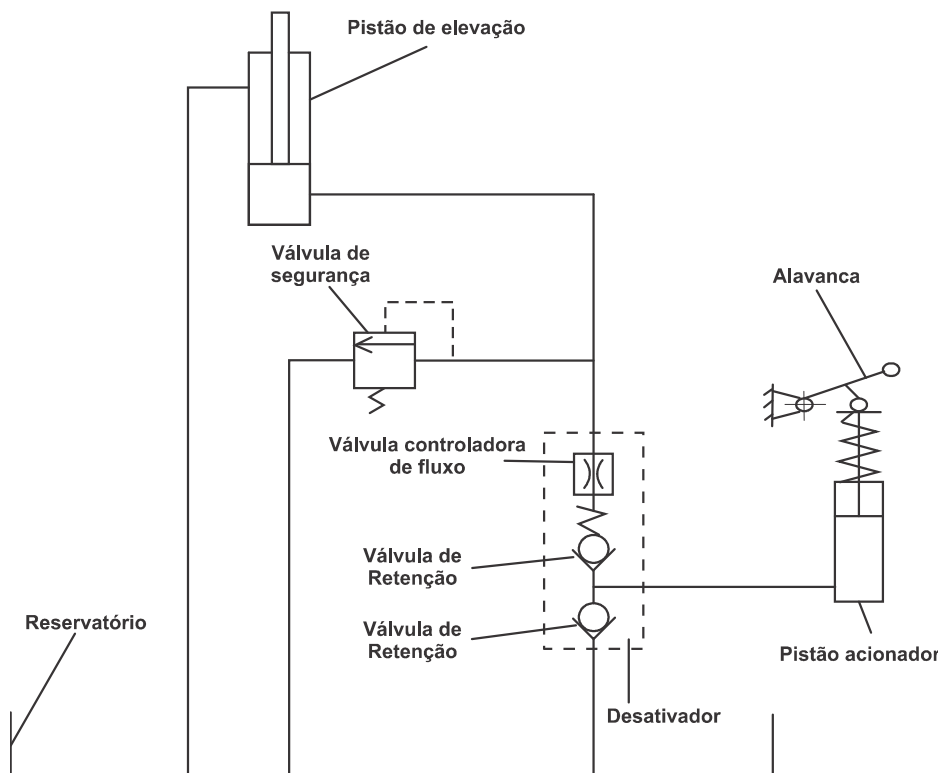 Pistão de elevação
Válvula de
segurança
Alavanca
Válvula controladora
de fluxo
Válvula de
Retenção
Reservatório
Válvula de
Retenção
Pistão acionador
Desativador